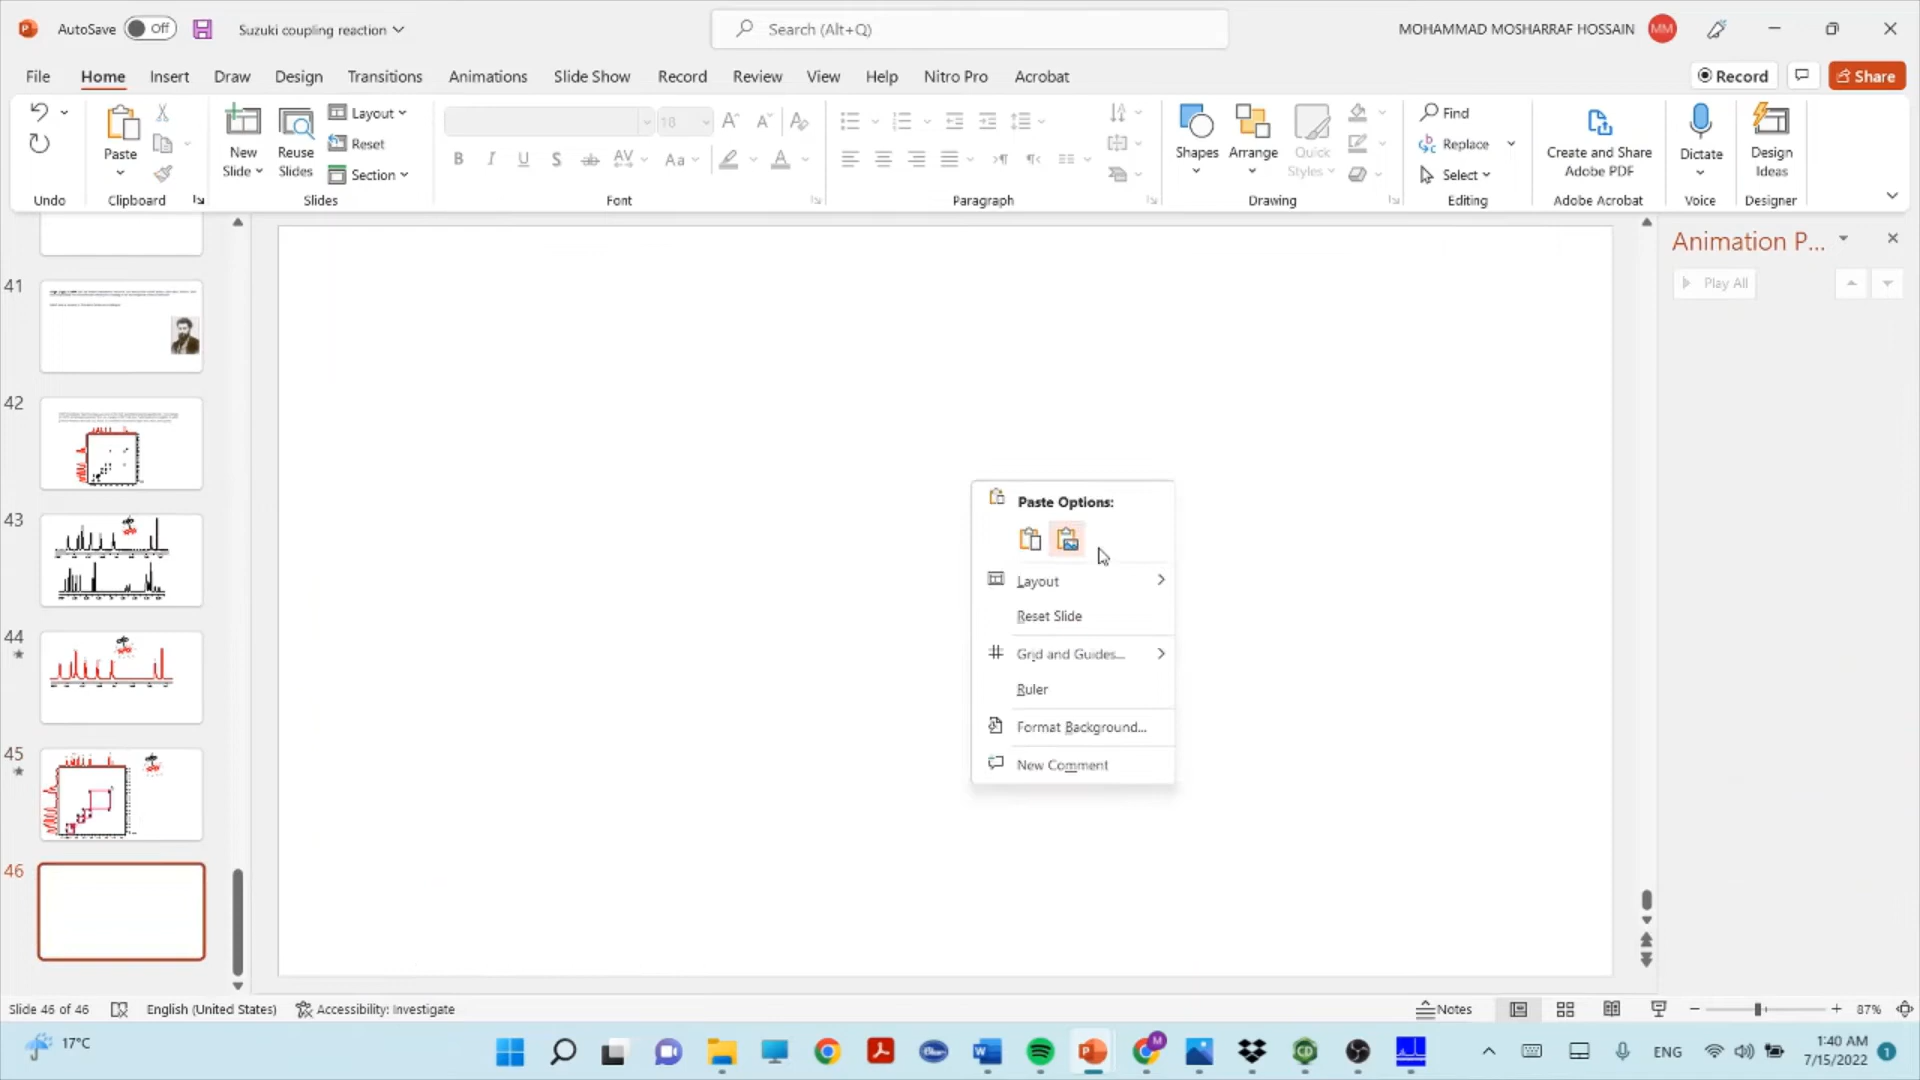 AutoSave Off Suzuki coupling reaction Search (Alt+Q) MOHAMMAD MOSHARRAF HOSSAIN MM
File Home Insert Draw Design Transitions Animations Slide Show Record Review View Help Nitro Pro Acrobat Record Share
Paste
New Slide
Reuse Slides
Layout
Reset
Section
18
Shapes
Arrange
Quick Styles
Find
Replace
Select
Create and Share Adobe PDF
Dictate
Design Ideas
Undo Clipboard Slides Font Paragraph Drawing Editing Adobe Acrobat Voice Designer
Animation P...
Play All
41
42
43
44
45
46
Paste Options:
Layout
Reset Slide
Grid and Guides...
Ruler
Format Background...
New Comment
Slide 46 of 46 English (United States) Accessibility: Investigate Notes 87%
17°C
ENG
1:40 AM
7/15/2022
1